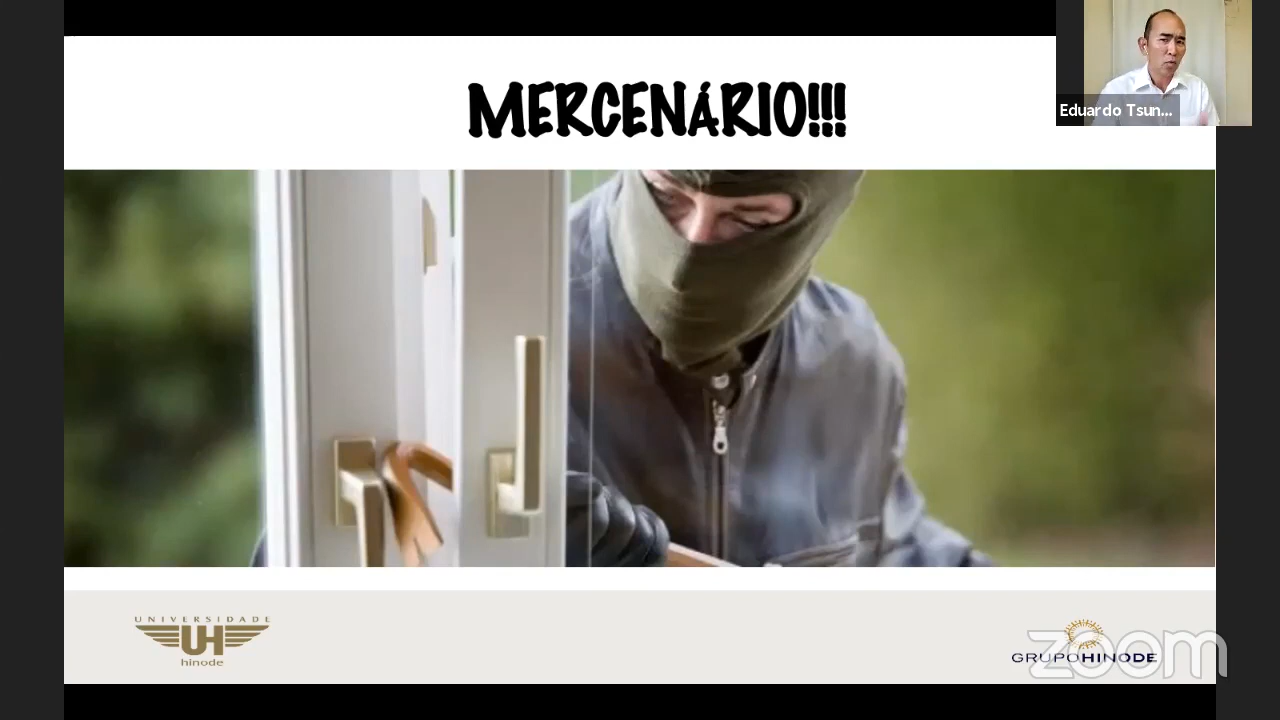 MERCENÁRIO!!!
Eduardo Tsun...
UNIVERSIDADE
UH
hinode
GRUPOHINODE
zoom